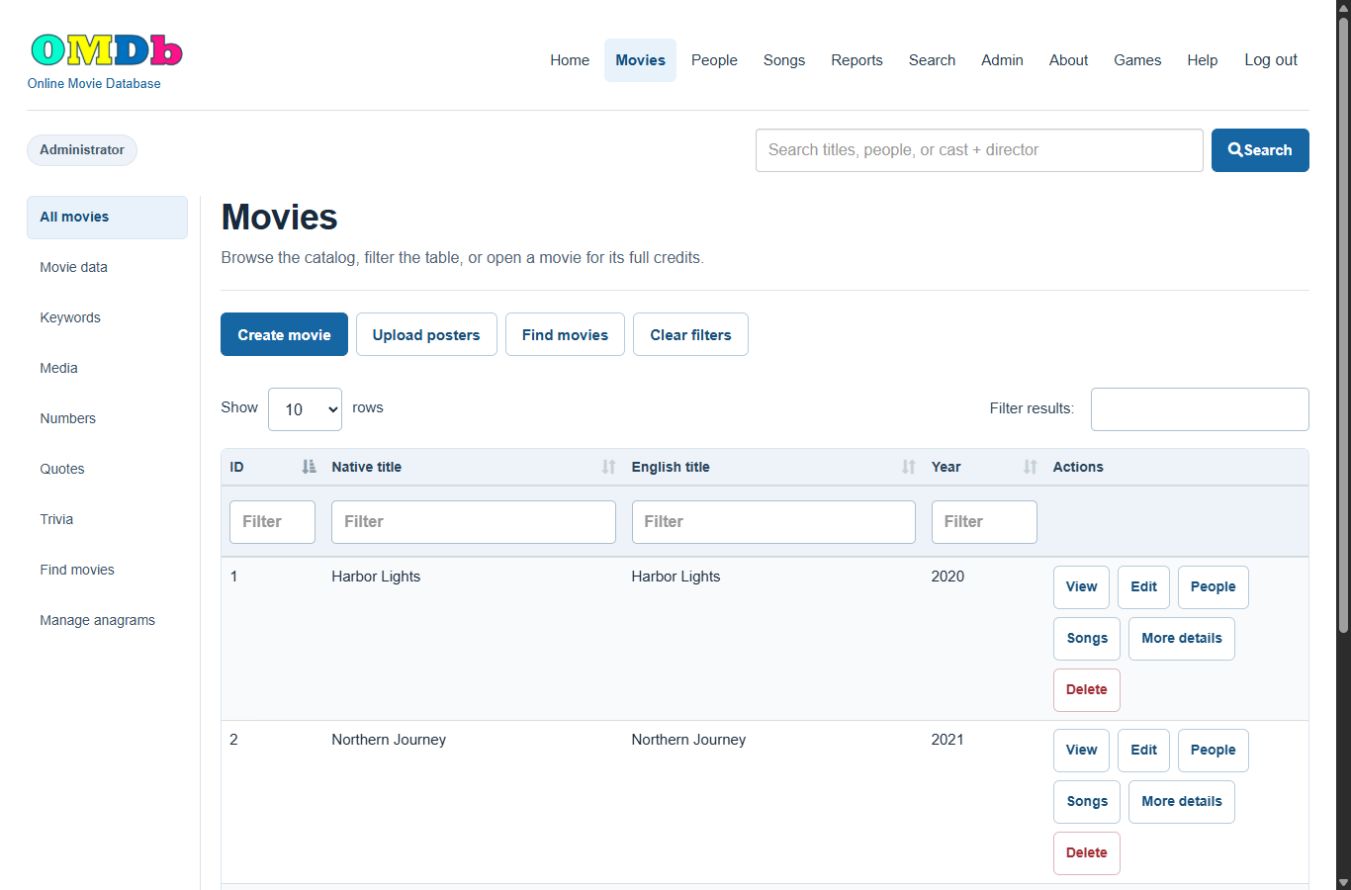 OMDb
Online Movie Database
Home Movies People Songs Reports Search Admin About Games Help Log out
Administrator
Search titles, people, or cast + director
Search
All movies
Movie data
Keywords
Media
Numbers
Quotes
Trivia
Find movies
Manage anagrams
Movies
Browse the catalog, filter the table, or open a movie for its full credits.
Create movie Upload posters Find movies Clear filters
Show 10 rows Filter results:
ID Native title English title Year Actions
Filter Filter Filter Filter
1 Harbor Lights Harbor Lights 2020 View Edit People
Songs More details
Delete
2 Northern Journey Northern Journey 2021 View Edit People
Songs More details
Delete